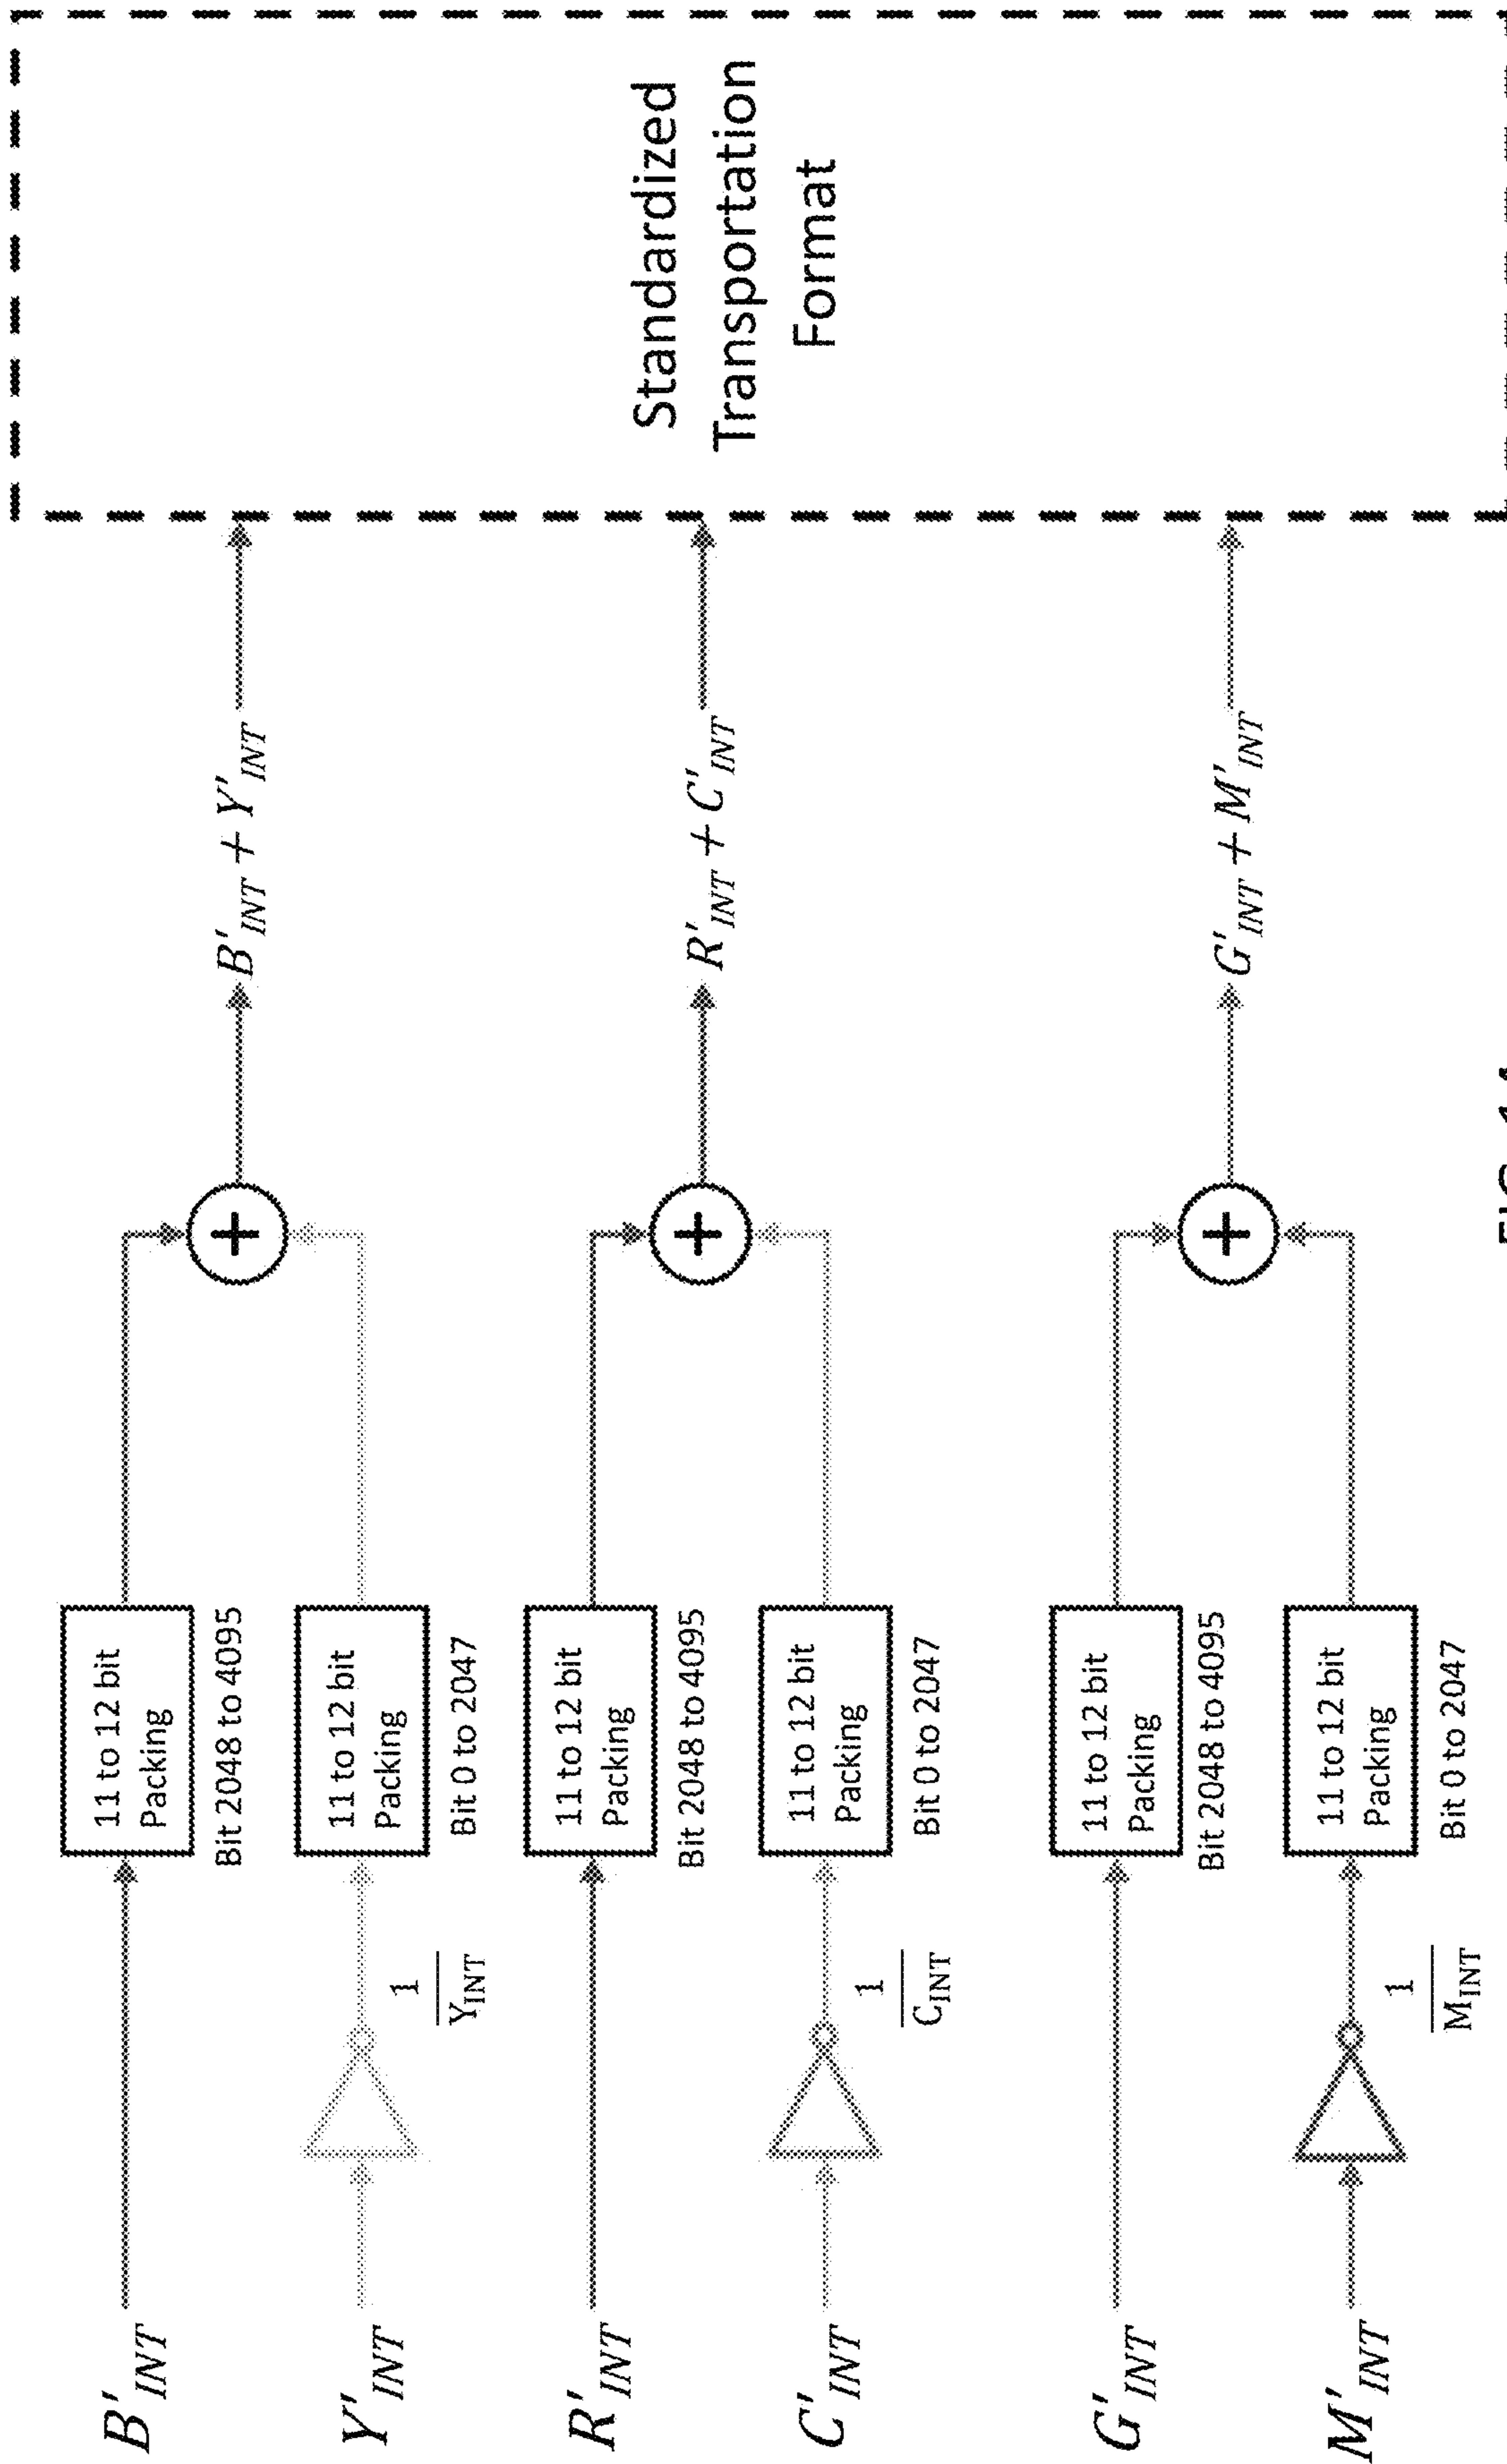 B'INT
11 to 12 bit
Packing
Bit 2048 to 4095
B'INT + Y'INT
Y'INT
1
YINT
11 to 12 bit
Packing
Bit 0 to 2047
R'INT
11 to 12 bit
Packing
Bit 2048 to 4095
R'INT + C'INT
C'INT
1
CINT
11 to 12 bit
Packing
Bit 0 to 2047
G'INT
11 to 12 bit
Packing
Bit 2048 to 4095
G'INT + M'INT
M'INT
1
MINT
11 to 12 bit
Packing
Bit 0 to 2047
+
+
+
Standardized
Transportation
Format